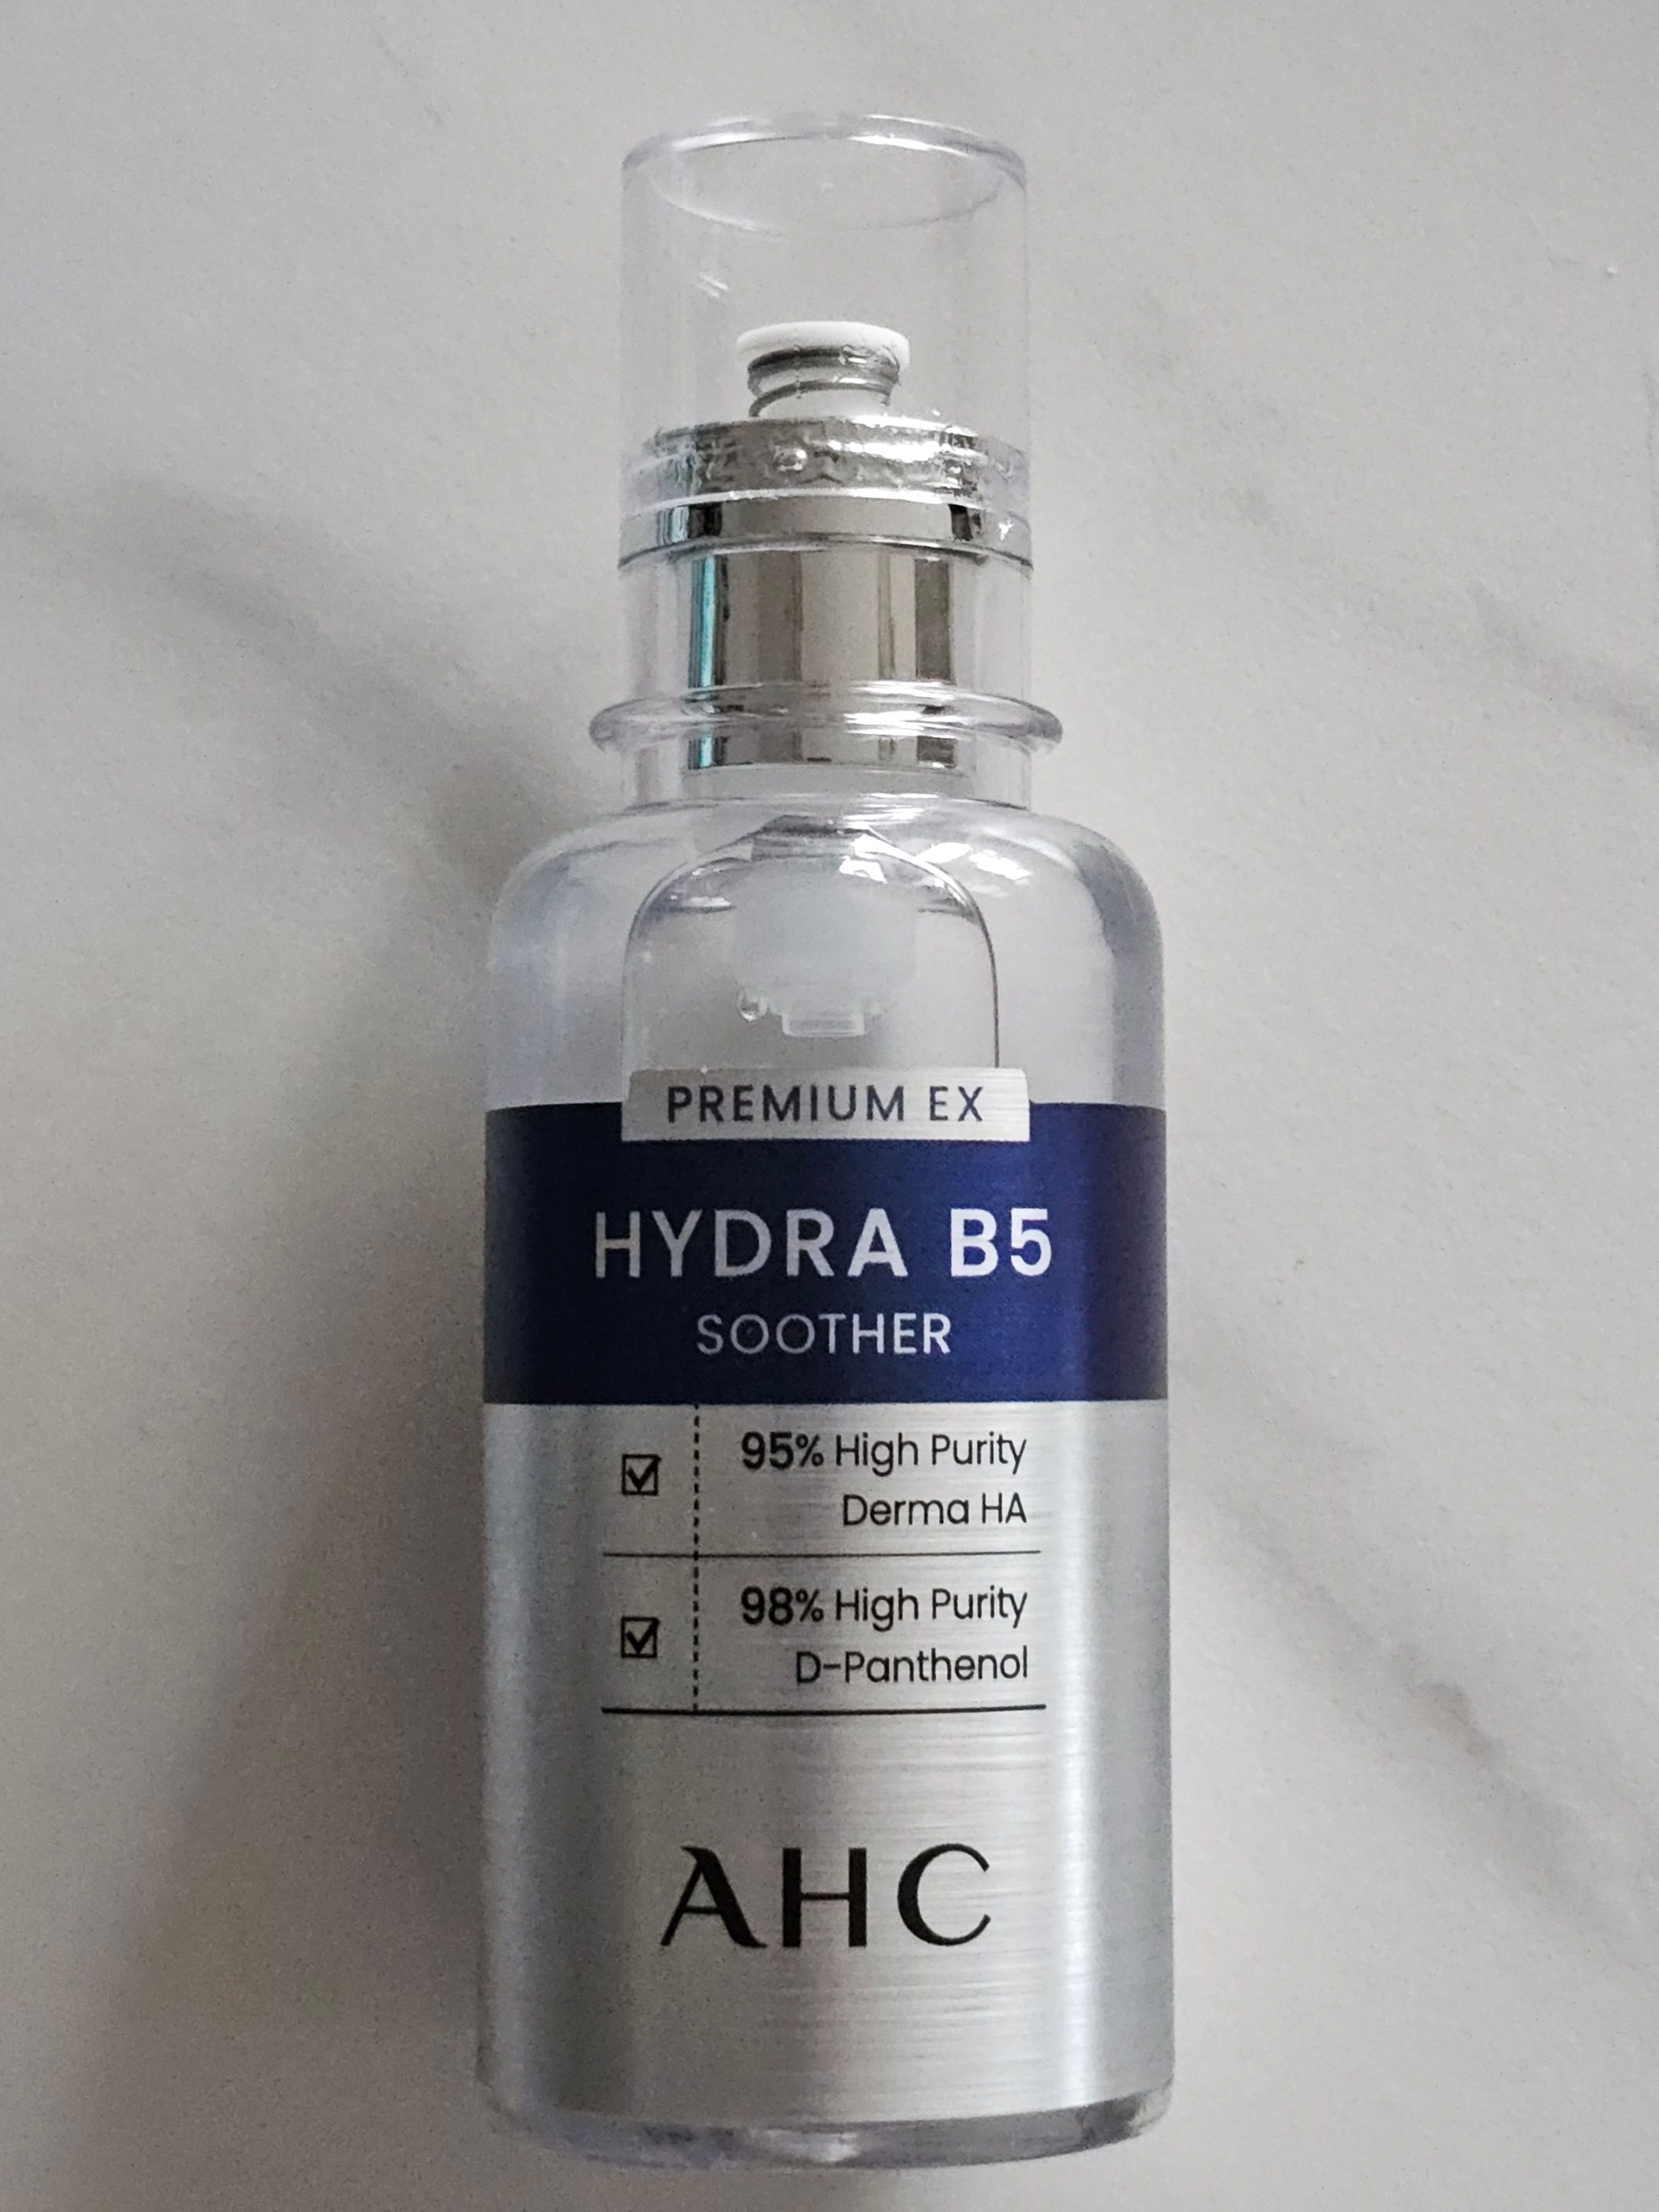 PREMIUM EX
HYDRA B5
SOOTHER
95% High Purity
Derma HA
98% High Purity
D-Panthenol
AHC